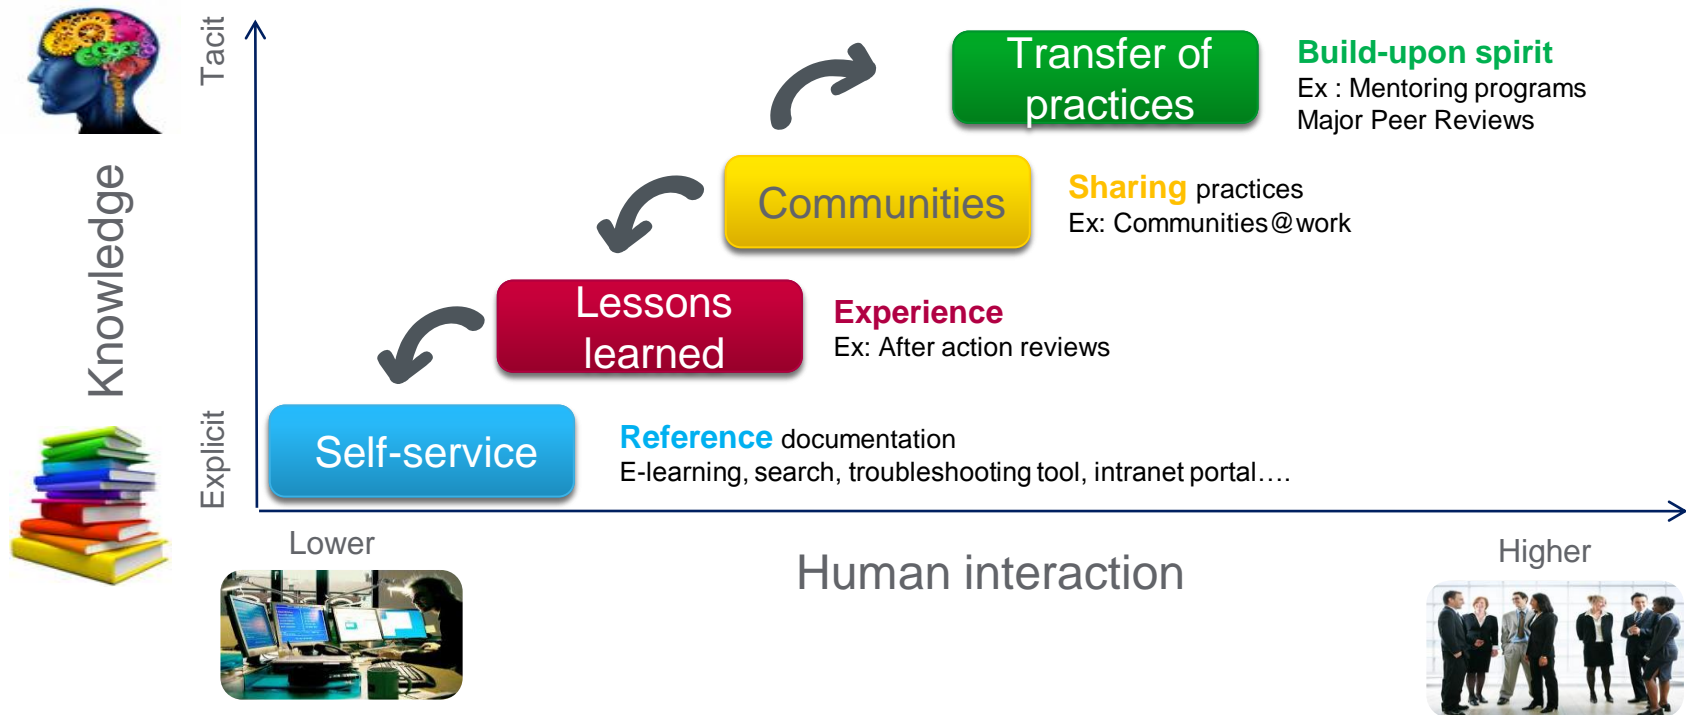 Tacit
Transfer of
practices
Build-upon spirit
Ex : Mentoring programs
Major Peer Reviews
Knowledge
Communities
Sharing practices
Ex: Communities@work
Lessons
learned
Experience
Ex: After action reviews
Explicit
Self-service
Reference documentation
E-learning, search, troubleshooting tool, intranet portal….
Lower
Human interaction
Higher